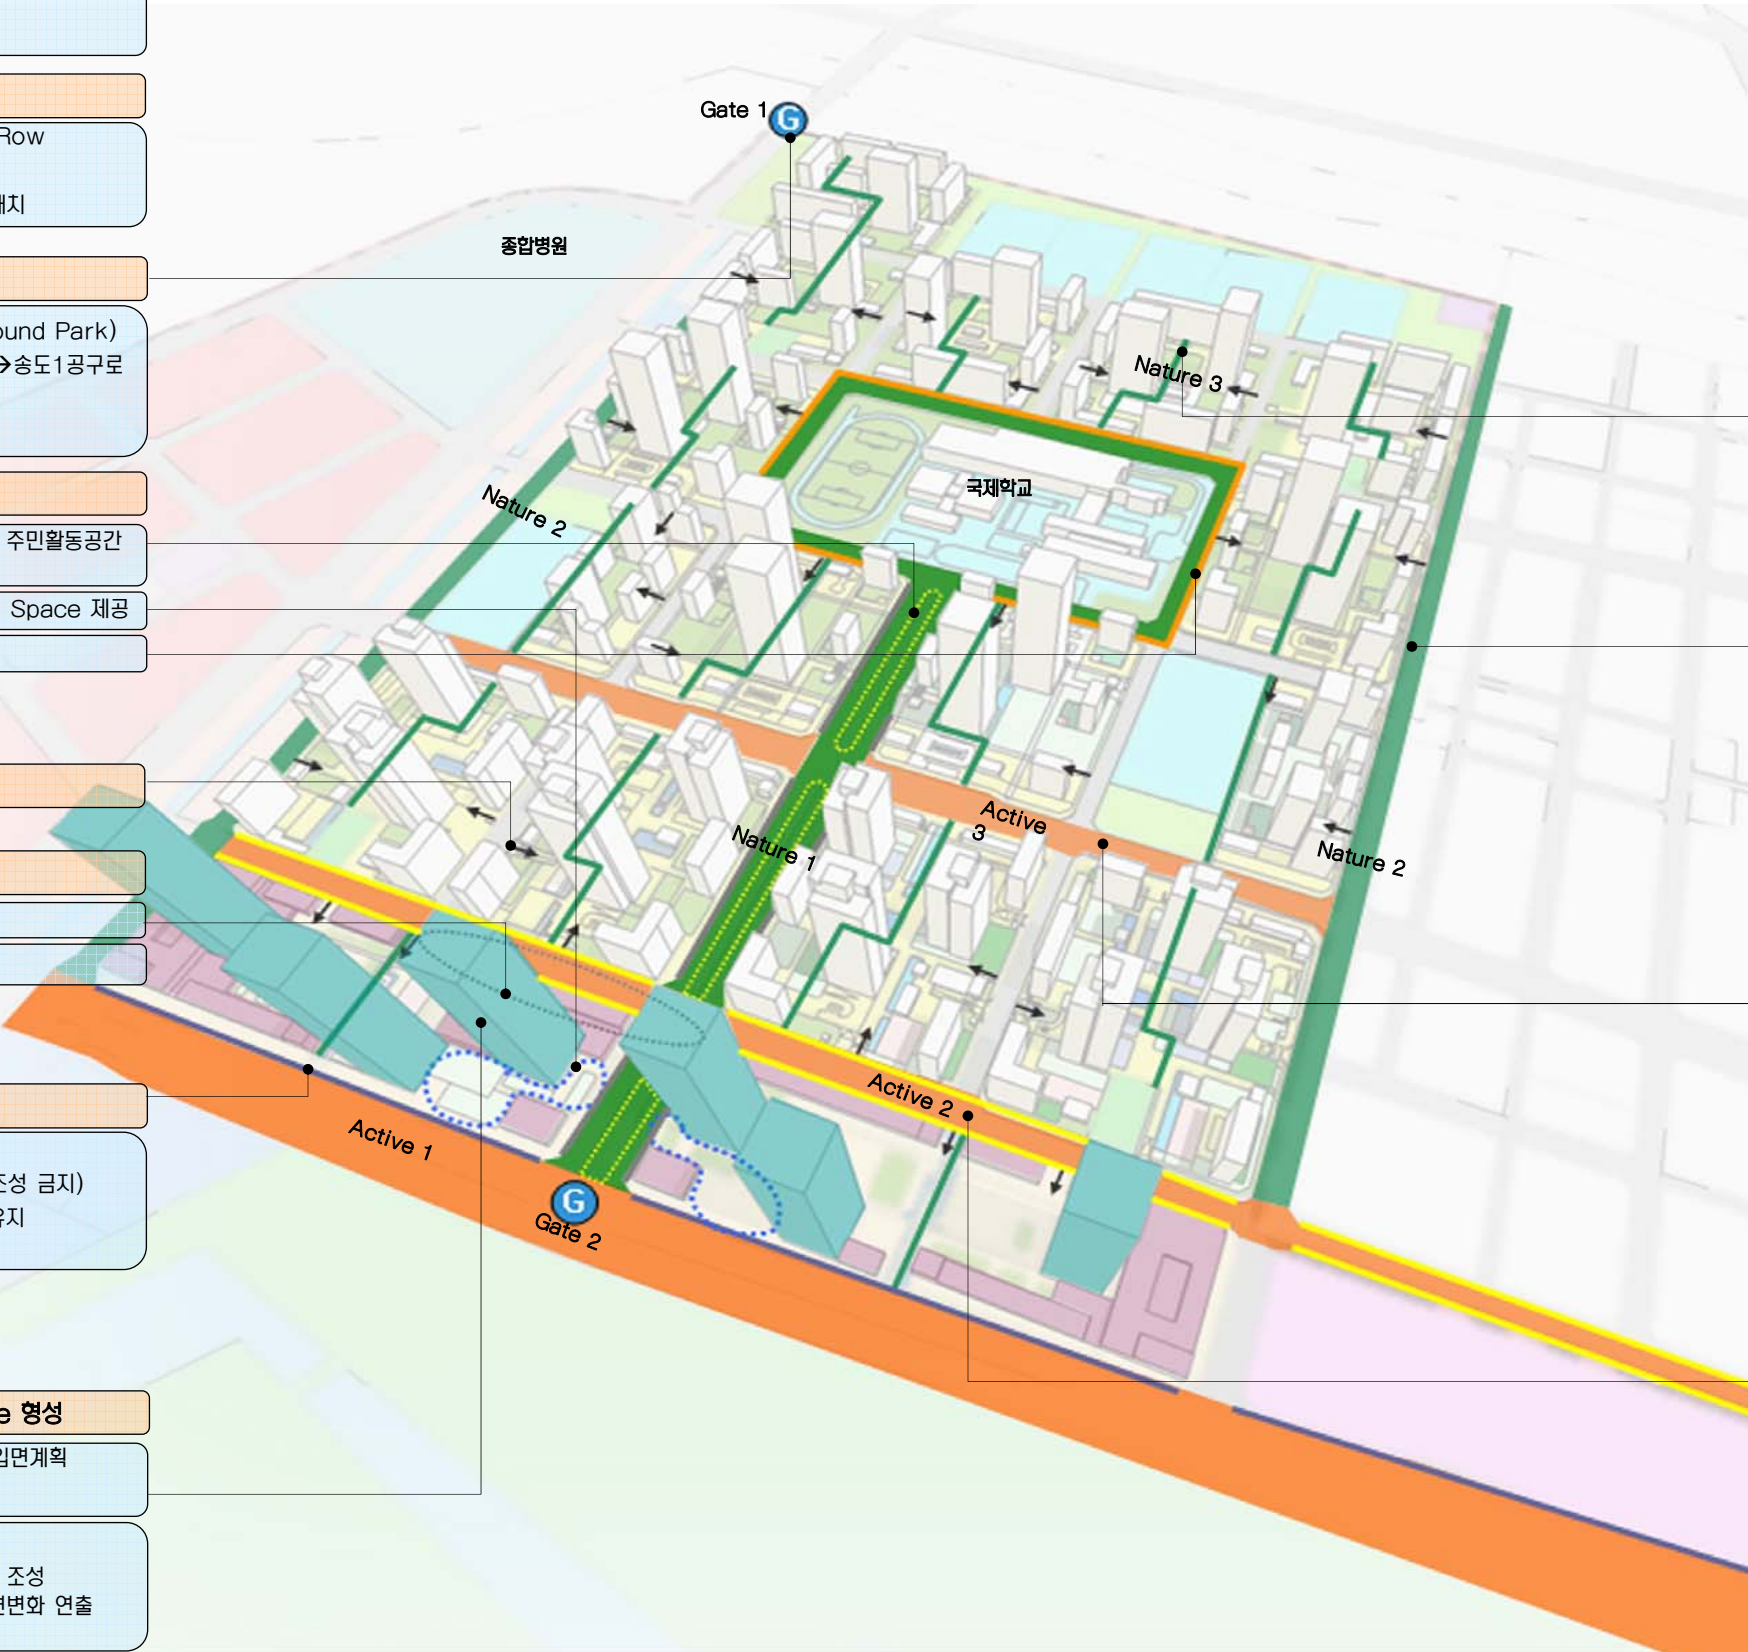 Row
배치
ound Park)
→송도1공구로
주민활동공간
Space 제공
조성 금지)
유지
e 형성
입면계획
조성
면변화 연출
Gate 1
G
종합병원
Nature 3
국제학교
Nature 2
Active
3
Nature 1
Nature 2
Active 2
Active 1
G
Gate 2